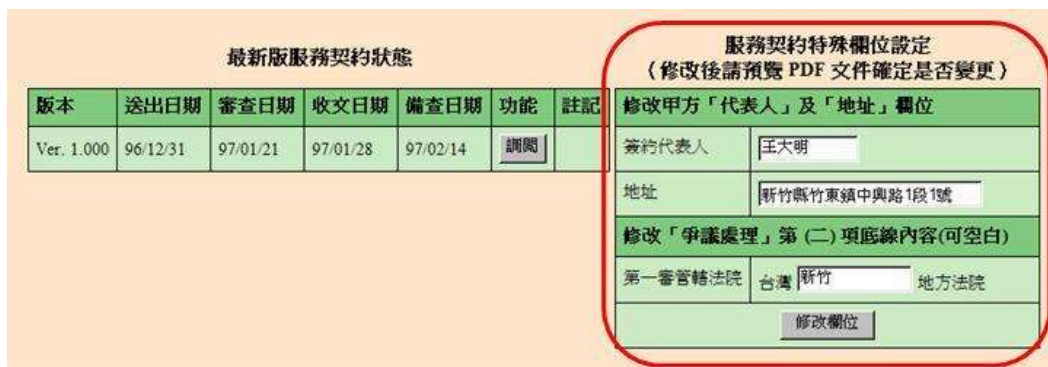 最新版服務契約狀態
版本 送出日期 審查日期 收文日期 備查日期 功能 註記
Ver. 1.000 96/12/31 97/01/21 97/01/28 97/02/14 調閱
服務契約特殊欄位設定
（修改後請預覽 PDF 文件確定是否變更）
修改甲方「代表人」及「地址」欄位
簽約代表人 王大明
地址 新竹縣竹東鎮中興路1段1號
修改「爭議處理」第 (二) 項底線內容(可空白)
第一審管轄法院 台灣 新竹 地方法院
修改欄位